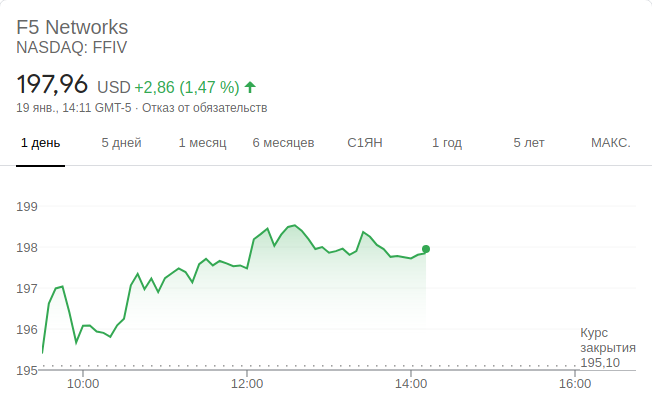 F5 Networks
NASDAQ: FFIV
197,96 USD +2,86 (1,47 %)
19 янв., 14:11 GMT-5 · Отказ от обязательств
1 день 5 дней 1 месяц 6 месяцев С1ЯН 1 год 5 лет МАКС.
199
198
197
196
Курс
закрытия
195,10
195
10:00 12:00 14:00 16:00